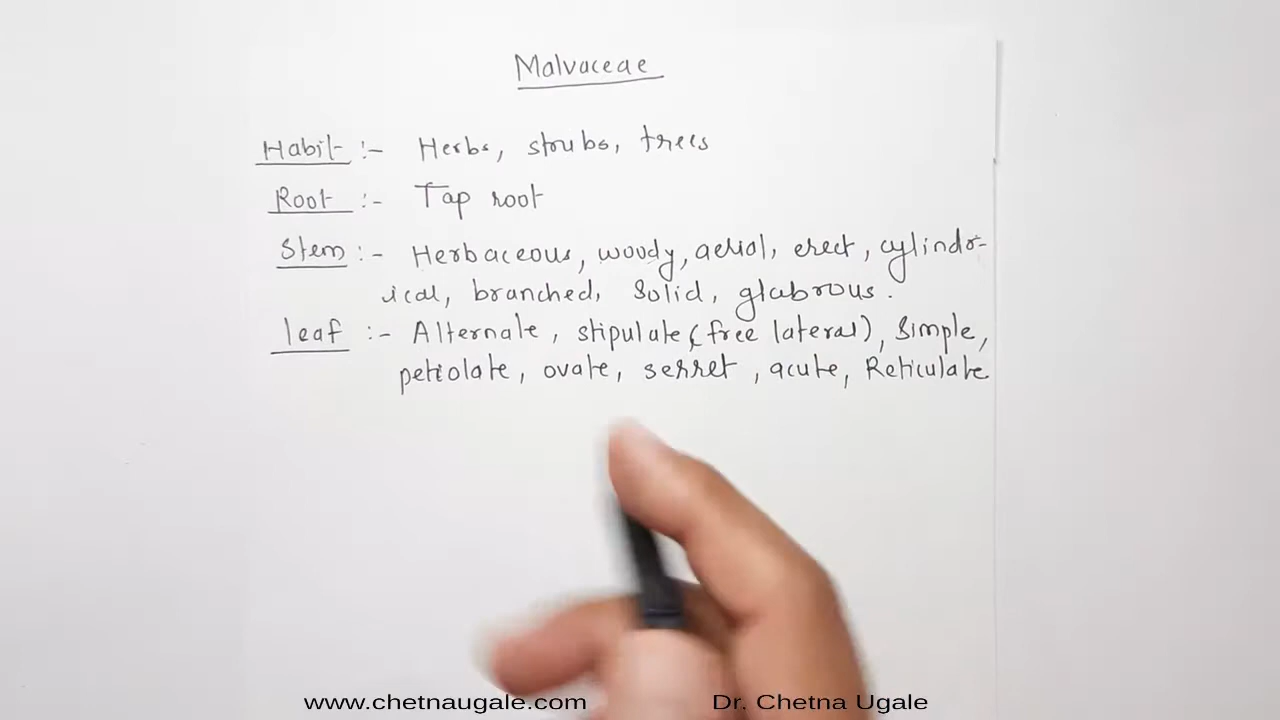 Malvaceae
Habit :- Herbs, strubs, trees
Root :- Tap root
Stem :- Herbaceous, woody, aerial, erect, cylindr-
ical, branched, Solid, glabrous.
leaf :- Alternate, stipulate (free lateral), Simple,
petiolate, ovate, serret, acute, Reticulate
www.chetnaugale.com Dr. Chetna Ugale